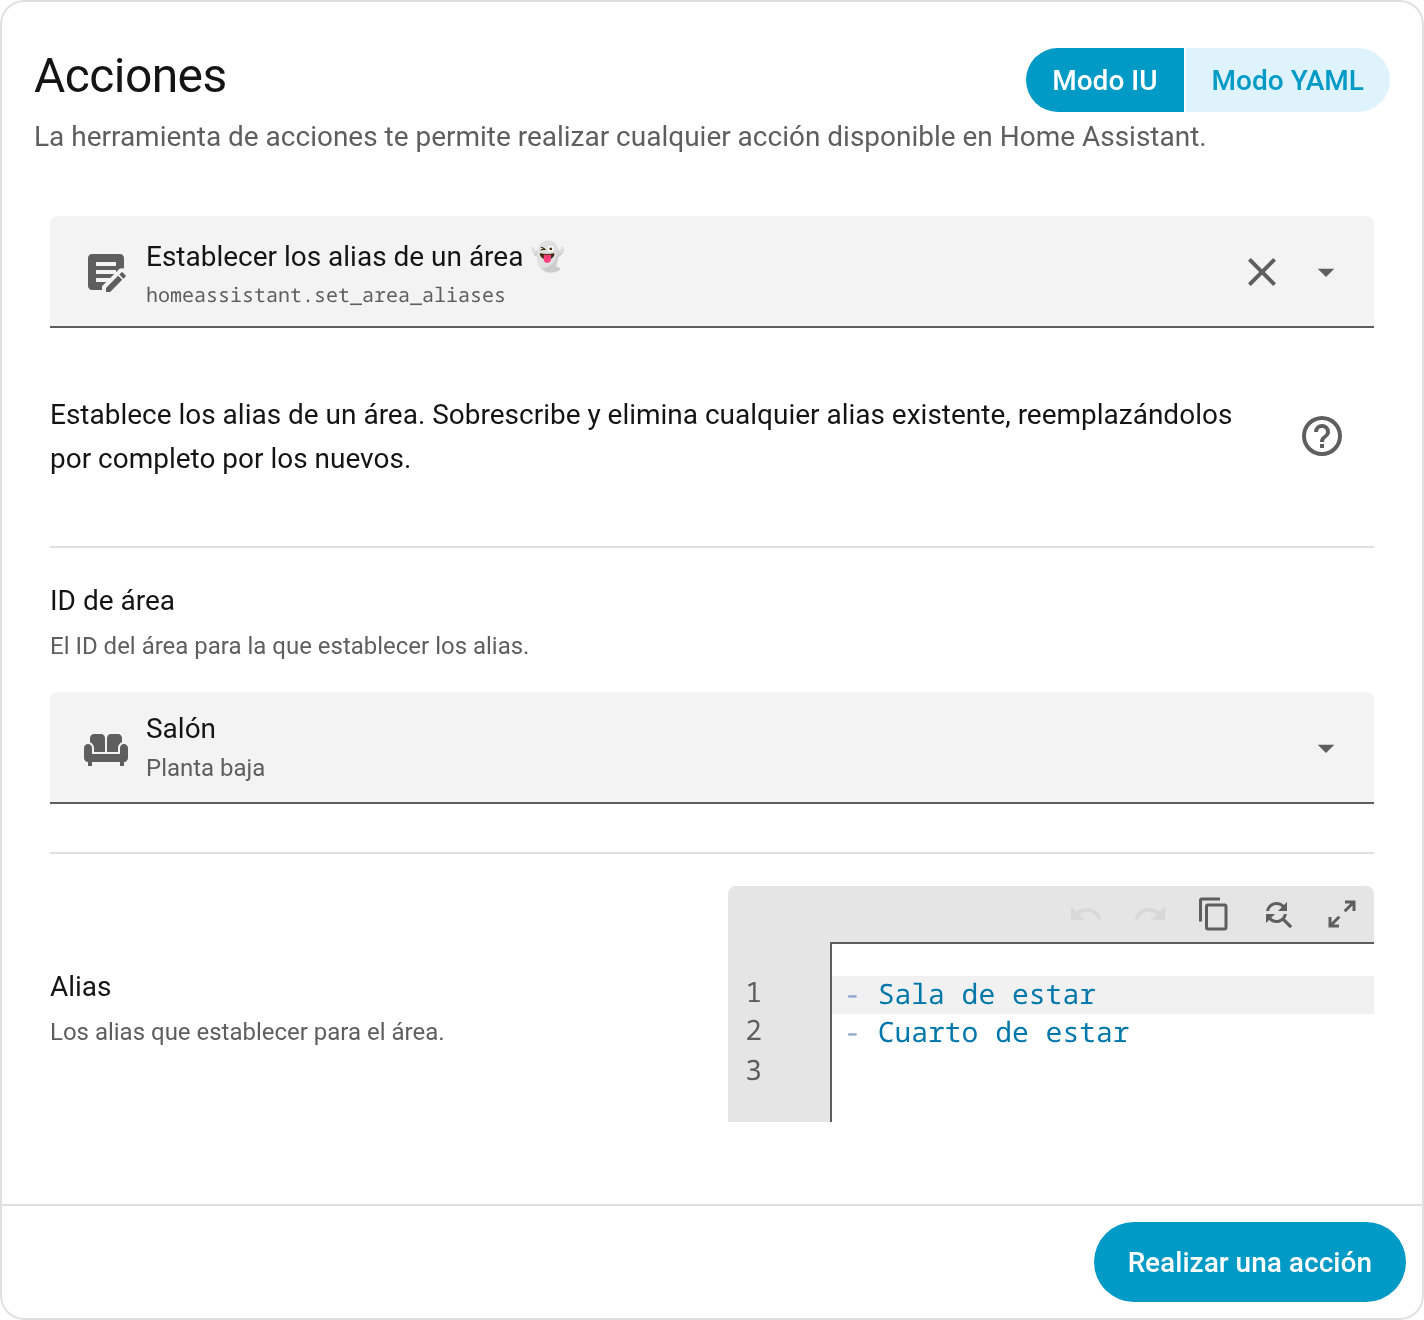 Acciones
Modo IU
Modo YAML
La herramienta de acciones te permite realizar cualquier acción disponible en Home Assistant.
Establecer los alias de un área 👻
homeassistant.set_area_aliases
Establece los alias de un área. Sobrescribe y elimina cualquier alias existente, reemplazándolos
por completo por los nuevos.
ID de área
El ID del área para la que establecer los alias.
Salón
Planta baja
Alias
Los alias que establecer para el área.
1 - Sala de estar
2 - Cuarto de estar
3
Realizar una acción